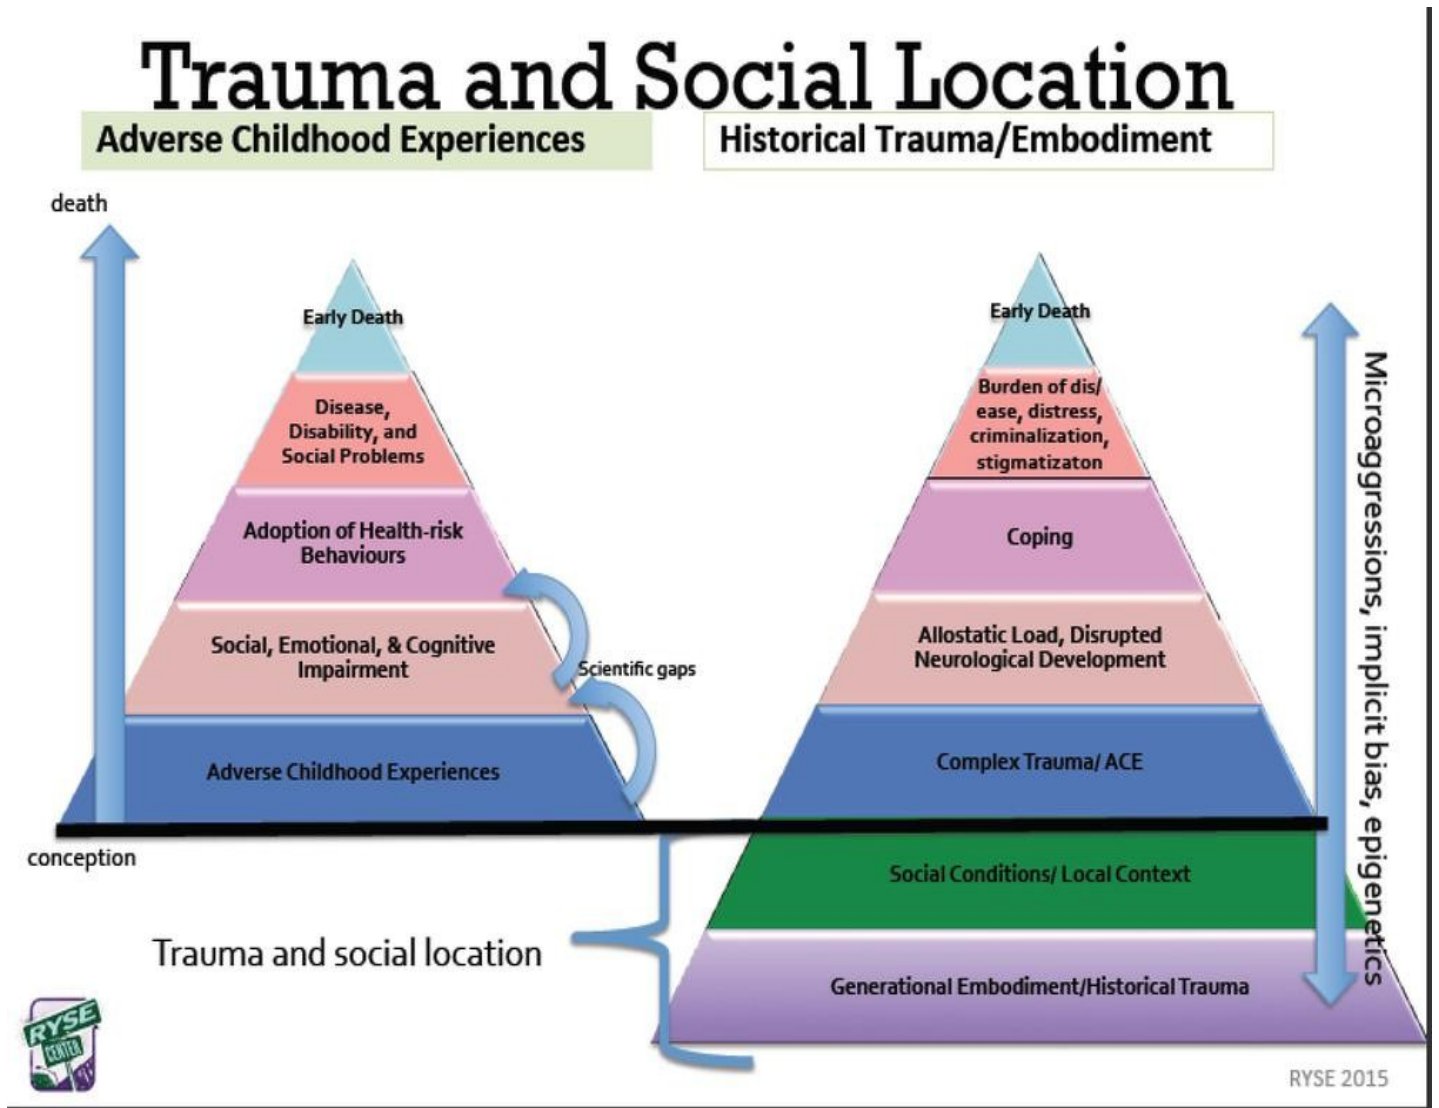 Trauma and Social Location
Adverse Childhood Experiences
Historical Trauma/Embodiment
death
Early Death
Disease,
Disability, and
Social Problems
Adoption of Health-risk
Behaviours
Social, Emotional, & Cognitive
Impairment
Scientific gaps
Adverse Childhood Experiences
conception
Early Death
Burden of dis/
ease, distress,
criminalization,
stigmatizaton
Coping
Allostatic Load, Disrupted
Neurological Development
Complex Trauma/ ACE
Social Conditions/ Local Context
Generational Embodiment/Historical Trauma
Microaggressions, implicit bias, epigenetics
Trauma and social location
RYSE
CENTER
RYSE 2015